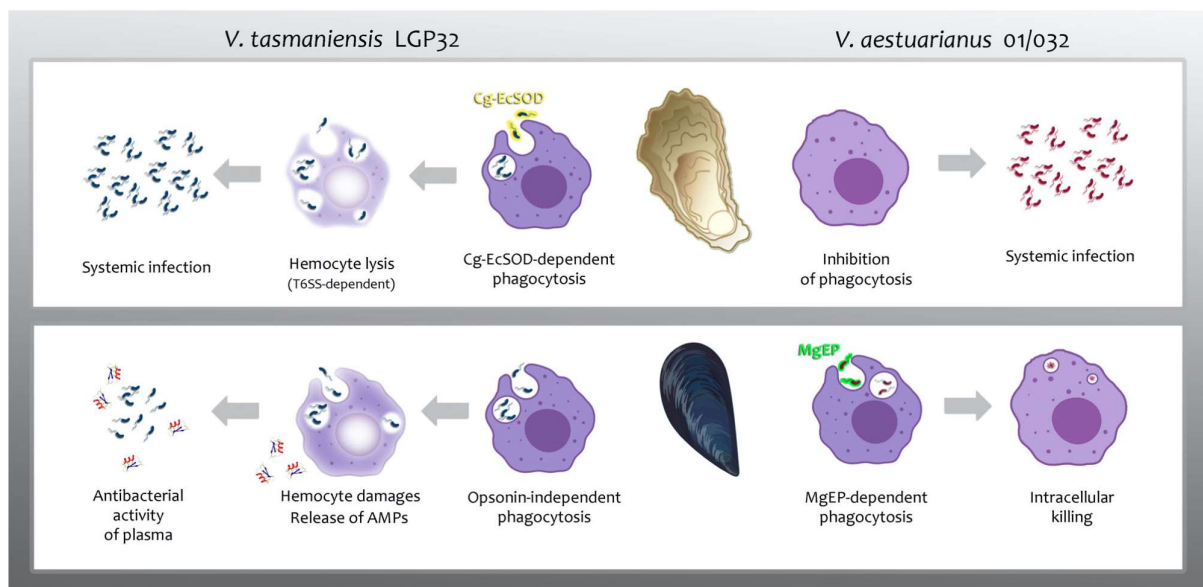 V. tasmaniensis LGP32
V. aestuarianus 01/032
Cg-EcSOD
Systemic infection
Hemocyte lysis
(T6SS-dependent)
Cg-EcSOD-dependent
phagocytosis
Inhibition
of phagocytosis
Systemic infection
MgEP
Antibacterial
activity
of plasma
Hemocyte damages
Release of AMPs
Opsonin-independent
phagocytosis
MgEP-dependent
phagocytosis
Intracellular
killing